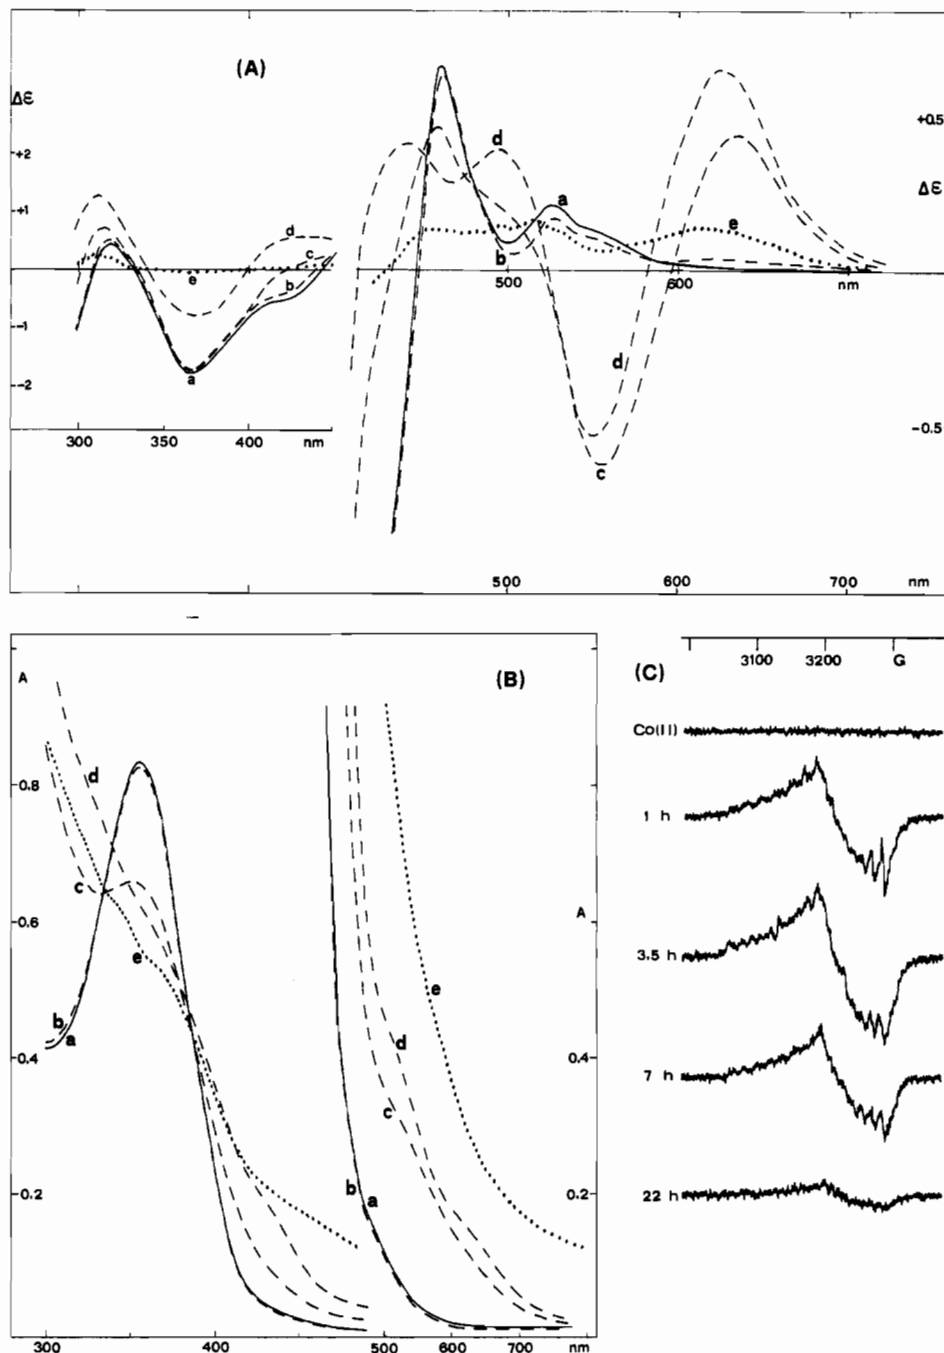 (A)
Δε
+2
+1
-1
-2
300 350 400 nm
a
b
c
d
e
+0.5
Δε
-0.5
500 600 nm
a
b
c
d
d
e
500 600 700 nm
(B)
A
0.8
0.6
0.4
0.2
300 400 500 600 700 nm
A
0.4
0.2
d
c
e
b
a
e
d
c
b a
(C)
3100 3200 G
Co(II)
1 h
3.5 h
7 h
22 h